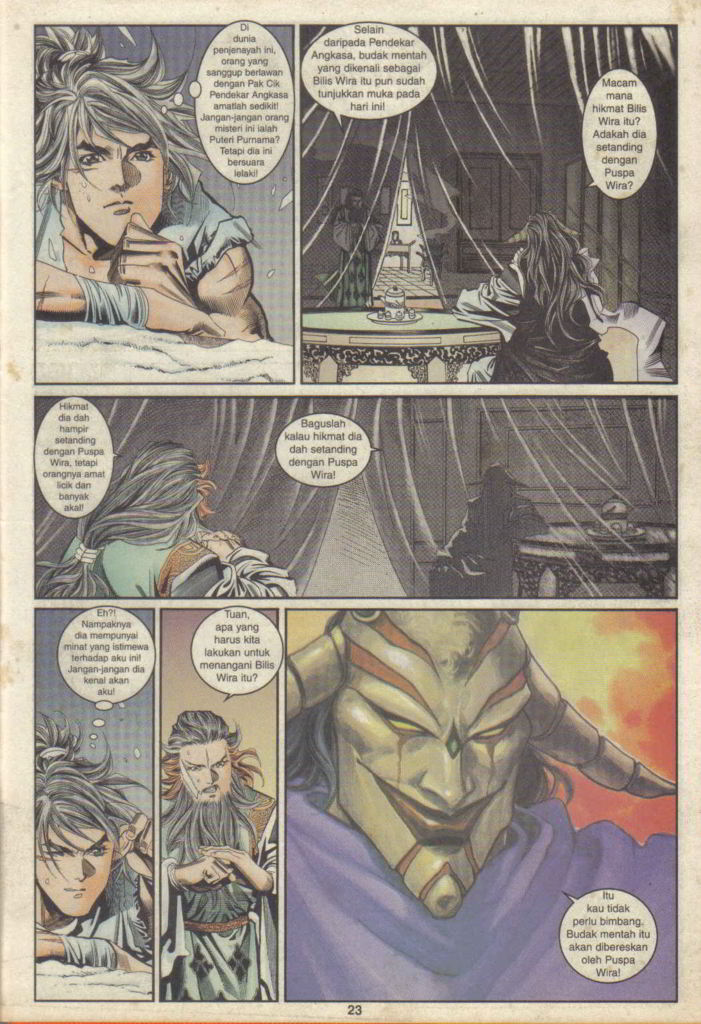 Di
dunia
penjenayah ini,
orang yang
sanggup berlawan
dengan Pak Cik
Pendekar Angkasa
amatlah sedikit!
Jangan-jangan orang
misteri ini ialah
Puteri Purnama?
Tetapi dia ini
bersuara
lelaki!
Selain
daripada Pendekar
Angkasa, budak mentah
yang dikenali sebagai
Bilis Wira itu pun sudah
tunjukkan muka pada
hari ini!
Macam
mana
hikmat Bilis
Wira itu?
Adakah dia
setanding
dengan
Puspa
Wira?
Hikmat
dia dah
hampir
setanding
dengan Puspa
Wira, tetapi
orangnya amat
licik dan
banyak
akal!
Baguslah
kalau hikmat dia
dah setanding
dengan Puspa
Wira!
Eh?!
Nampaknya
dia mempunyai
minat yang istimewa
terhadap aku ini!
Jangan-jangan dia
kenal akan
aku!
Tuan,
apa yang
harus kita
lakukan untuk
menangani Bilis
Wira itu?
Itu
kau tidak
perlu bimbang.
Budak mentah itu
akan dibereskan
oleh Puspa
Wira!
23